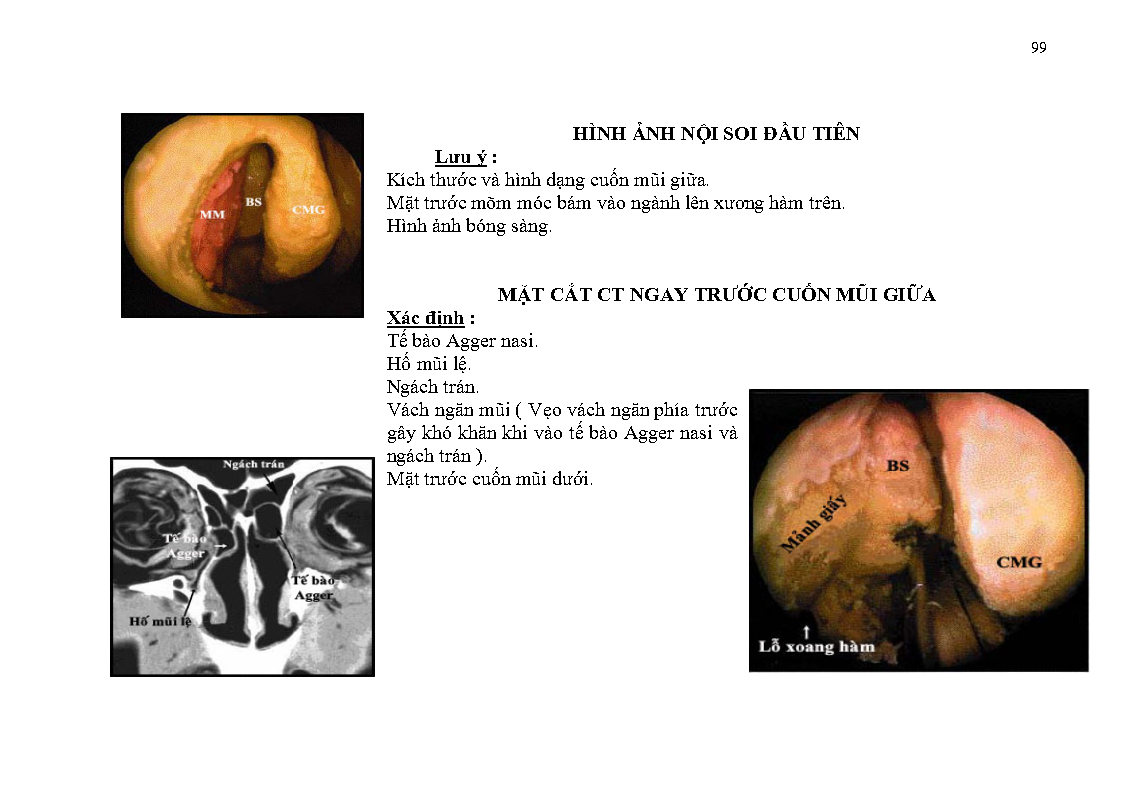 99
HÌNH ẢNH NỘI SOI ĐẦU TIÊN
Lưu ý :
Kích thước và hình dạng cuốn mũi giữa.
Mặt trước mõm móc bám vào ngành lên xương hàm trên.
Hình ảnh bóng sàng.
MM
BS
CMG
MẶT CẮT CT NGAY TRƯỚC CUỐN MŨI GIỮA
Xác định :
Tế bào Agger nasi.
Hố mũi lệ.
Ngách trán.
Vách ngăn mũi ( Vẹo vách ngăn phía trước
gây khó khăn khi vào tế bào Agger nasi và
ngách trán ).
Mặt trước cuốn mũi dưới.
Ngách trán
Tế bào
Agger
Tế bào
Agger
Hố mũi lệ
BS
Mảnh giấy
CMG
Lỗ xoang hàm